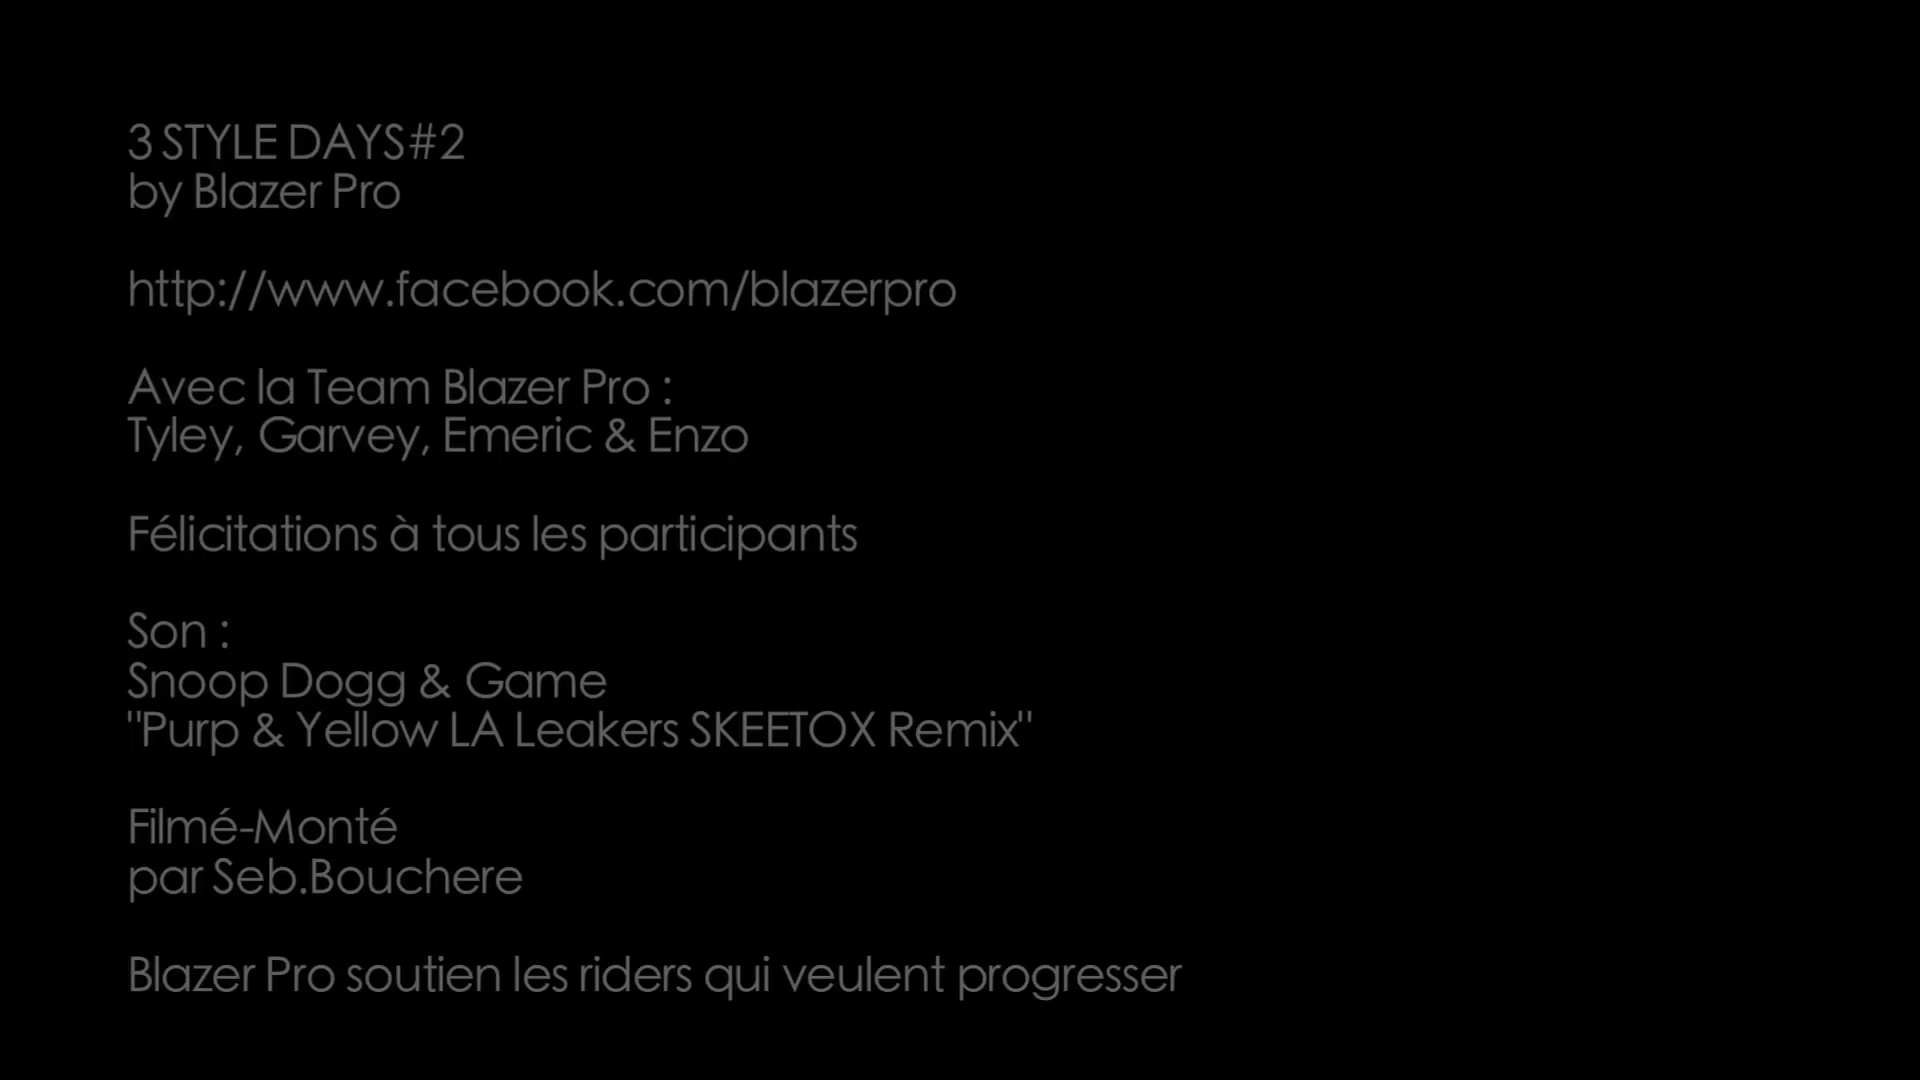 3 STYLE DAYS#2
by Blazer Pro
http://www.facebook.com/blazerpro
Avec la Team Blazer Pro :
Tyley, Garvey, Emeric & Enzo
Félicitations à tous les participants
Son :
Snoop Dogg & Game
"Purp & Yellow LA Leakers SKEETOX Remix"
Filmé-Monté
par Seb.Bouchere
Blazer Pro soutien les riders qui veulent progresser